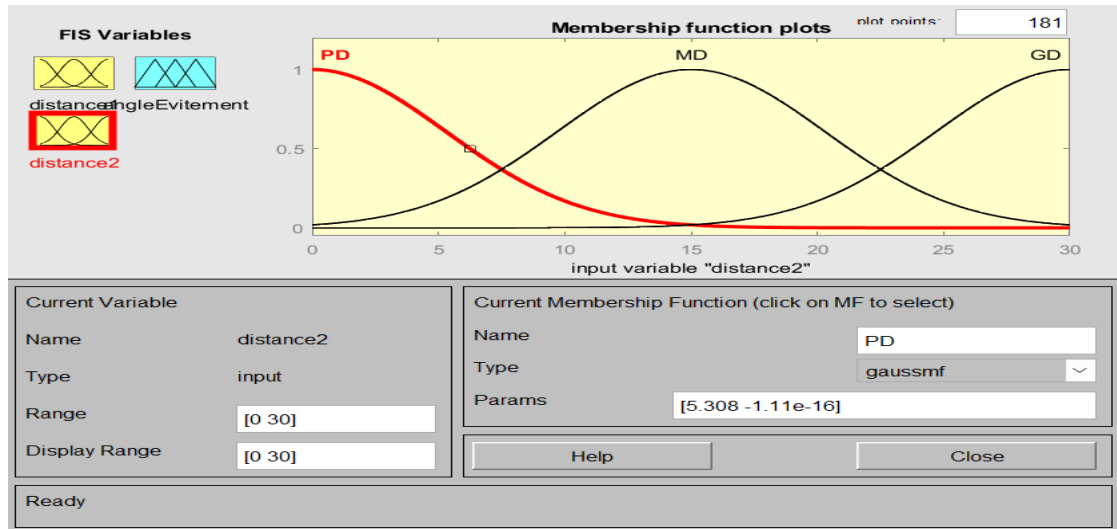 FIS Variables
Membership function plots
plot points:
181
PD
MD
GD
1
0.5
0
0 5 10 15 20 25 30
input variable "distance2"
angleEvitement
distance2
Current Variable
Name distance2
Type input
Range [0 30]
Display Range [0 30]
Current Membership Function (click on MF to select)
Name PD
Type gaussmf
Params [5.308 -1.11e-16]
Help
Close
Ready